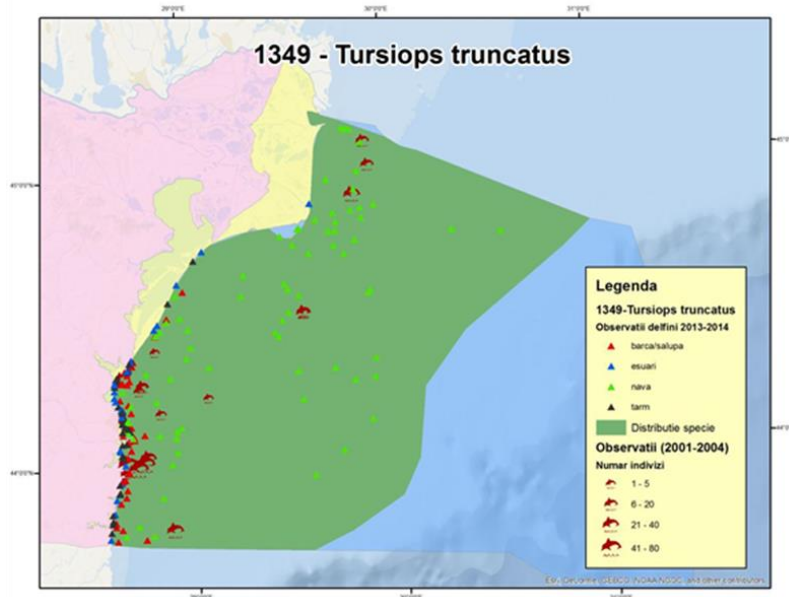 1349 - Tursiops truncatus
Legenda
1349-Tursiops truncatus
Observatii delfini 2013-2014
barca/salupa
esuari
nava
tarm
Distributie specie
Observatii (2001-2004)
Numar indivizi
1 - 5
6 - 20
21 - 40
41 - 80